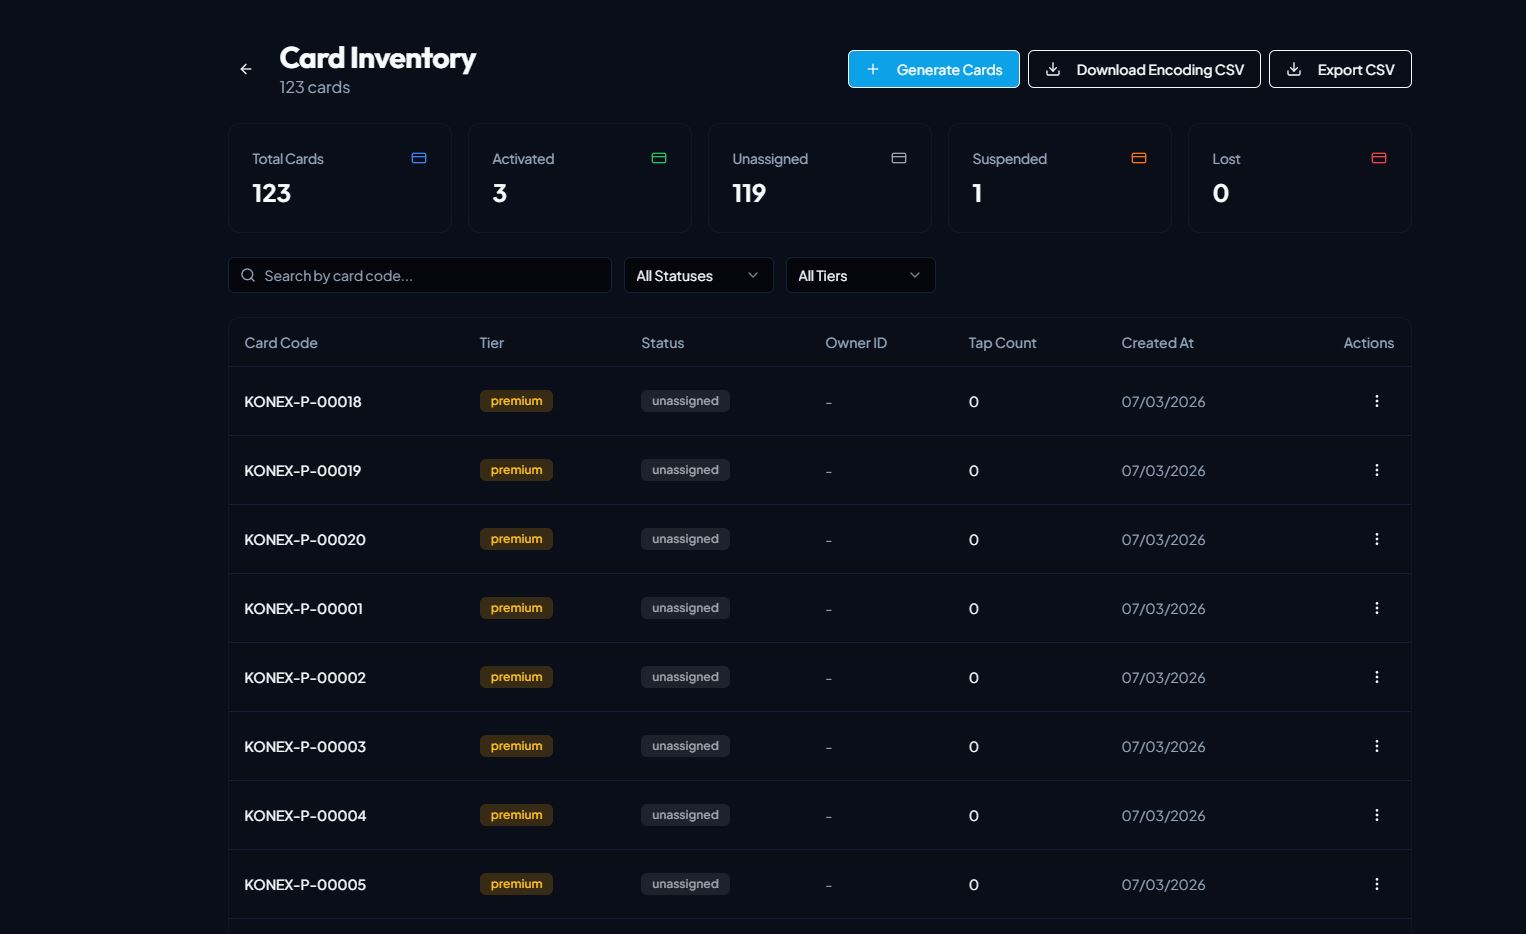 Card Inventory
123 cards
Generate Cards
Download Encoding CSV
Export CSV
Total Cards
123
Activated
3
Unassigned
119
Suspended
1
Lost
0
Search by card code...
All Statuses
All Tiers
Card Code Tier Status Owner ID Tap Count Created At Actions
KONEX-P-00018 premium unassigned - 0 07/03/2026
KONEX-P-00019 premium unassigned - 0 07/03/2026
KONEX-P-00020 premium unassigned - 0 07/03/2026
KONEX-P-00001 premium unassigned - 0 07/03/2026
KONEX-P-00002 premium unassigned - 0 07/03/2026
KONEX-P-00003 premium unassigned - 0 07/03/2026
KONEX-P-00004 premium unassigned - 0 07/03/2026
KONEX-P-00005 premium unassigned - 0 07/03/2026